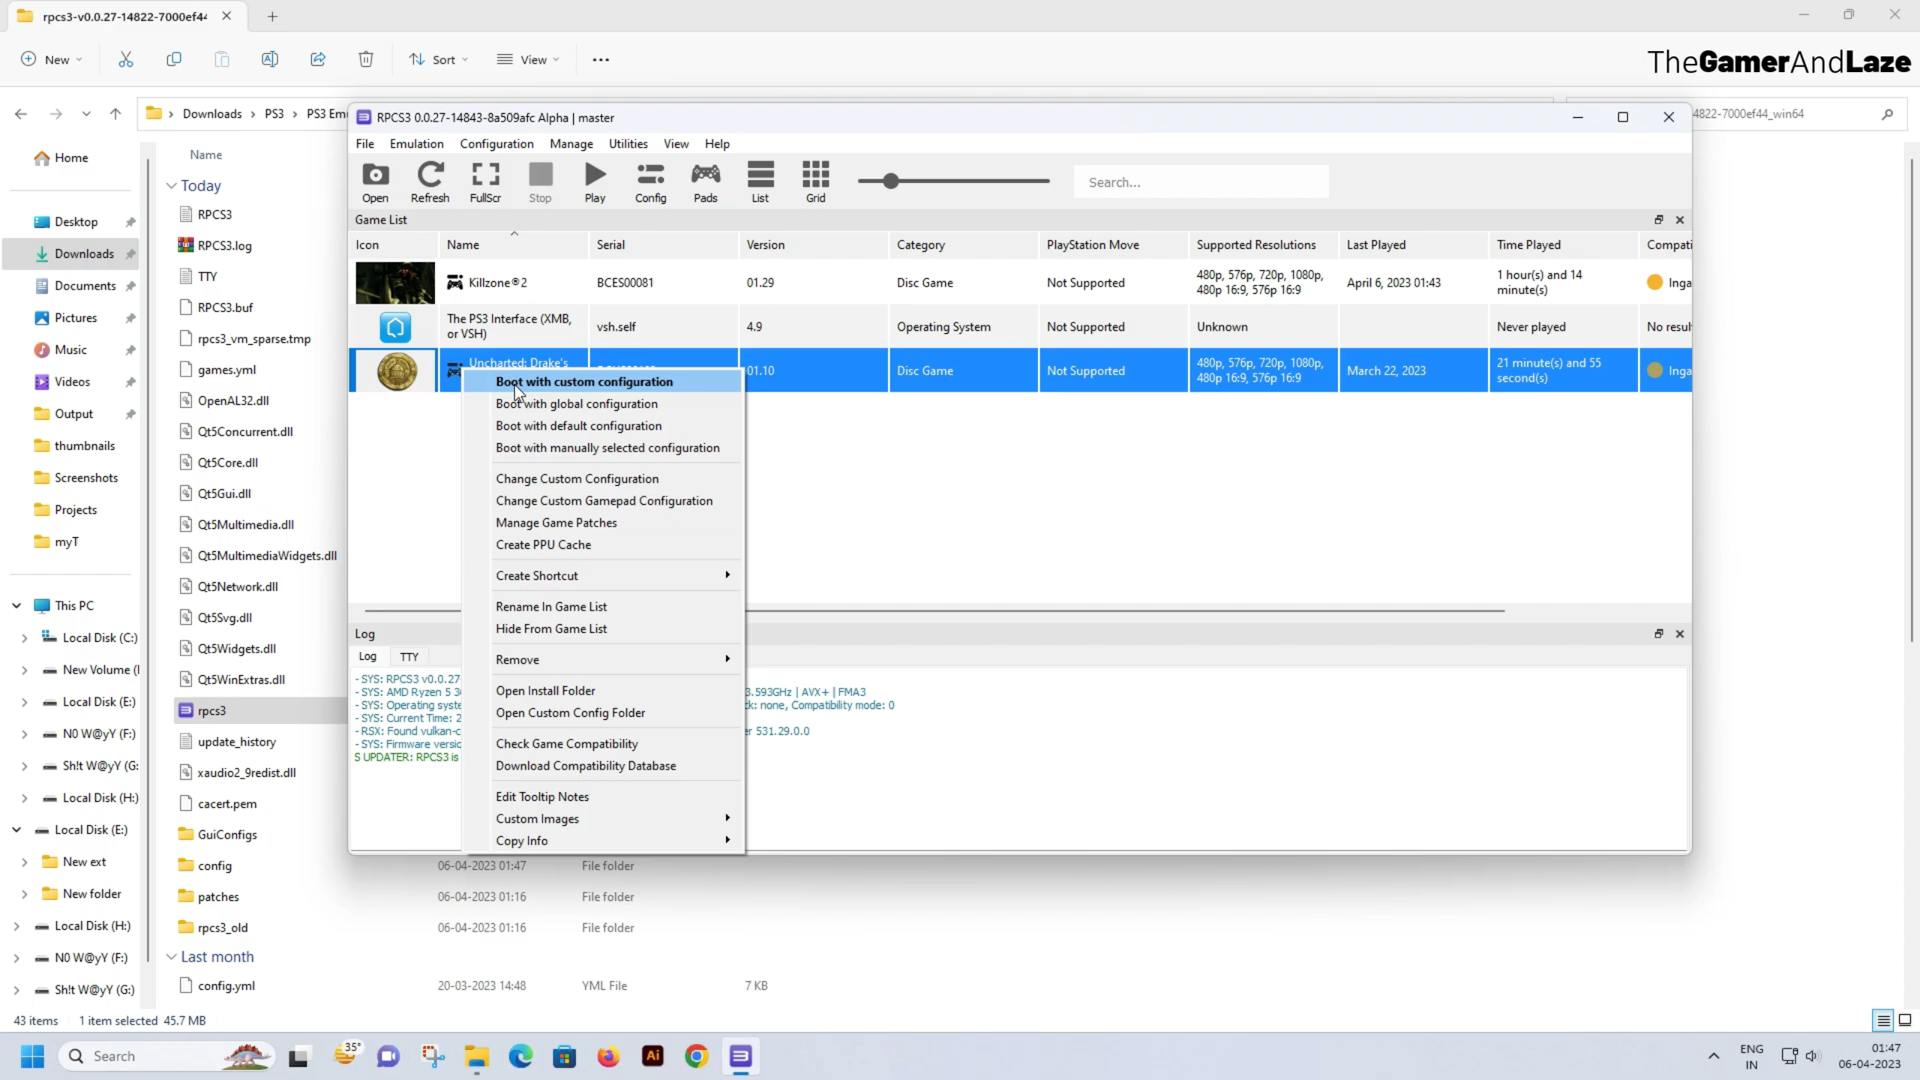 rpcs3-v0.0.27-14822-7000ef44
New
Sort
View
TheGamerAndLaze
Downloads
PS3
PS3 Em
4822-7000ef44_win64
RPCS3 0.0.27-14843-8a509afc Alpha | master
File
Emulation
Configuration
Manage
Utilities
View
Help
Open
Refresh
FullScr
Stop
Play
Config
Pads
List
Grid
Search...
Game List
Icon
Name
Serial
Version
Category
PlayStation Move
Supported Resolutions
Last Played
Time Played
Compati
Killzone®2
BCES00081
01.29
Disc Game
Not Supported
480p, 576p, 720p, 1080p,
480p 16:9, 576p 16:9
April 6, 2023 01:43
1 hour(s) and 14
minute(s)
Inga
The PS3 Interface (XMB,
or VSH)
vsh.self
4.9
Operating System
Not Supported
Unknown
Never played
No resul
Uncharted: Drake's
01.10
Disc Game
Not Supported
480p, 576p, 720p, 1080p,
480p 16:9, 576p 16:9
March 22, 2023
21 minute(s) and 55
second(s)
Inga
Boot with custom configuration
Boot with global configuration
Boot with default configuration
Boot with manually selected configuration
Change Custom Configuration
Change Custom Gamepad Configuration
Manage Game Patches
Create PPU Cache
Create Shortcut
Rename In Game List
Hide From Game List
Remove
Open Install Folder
Open Custom Config Folder
Check Game Compatibility
Download Compatibility Database
Edit Tooltip Notes
Custom Images
Copy Info
Log
Log
TTY
- SYS: RPCS3 v0.0.27
- SYS: AMD Ryzen 5 3
3.593GHz | AVX+ | FMA3
- SYS: Operating syste
k: none, Compatibility mode: 0
- SYS: Current Time: 2
- RSX: Found vulkan-c
er 531.29.0.0
- SYS: Firmware versio
S UPDATER: RPCS3 is
Home
Desktop
Downloads
Documents
Pictures
Music
Videos
Output
thumbnails
Screenshots
Projects
myT
This PC
Local Disk (C:)
New Volume (
Local Disk (E:)
N0 W@yY (F:)
Sh!t W@yY (G:
Local Disk (H:)
Local Disk (E:)
New ext
New folder
Local Disk (H:)
N0 W@yY (F:)
Sh!t W@yY (G:)
Name
Today
RPCS3
RPCS3.log
TTY
RPCS3.buf
rpcs3_vm_sparse.tmp
games.yml
OpenAL32.dll
Qt5Concurrent.dll
Qt5Core.dll
Qt5Gui.dll
Qt5Multimedia.dll
Qt5MultimediaWidgets.dll
Qt5Network.dll
Qt5Svg.dll
Qt5Widgets.dll
Qt5WinExtras.dll
rpcs3
update_history
xaudio2_9redist.dll
cacert.pem
GuiConfigs
config
06-04-2023 01:47
File folder
patches
06-04-2023 01:16
File folder
rpcs3_old
06-04-2023 01:16
File folder
Last month
config.yml
20-03-2023 14:48
YML File
7 KB
43 items
1 item selected 45.7 MB
Search
35°
Ai
ENG
IN
01:47
06-04-2023